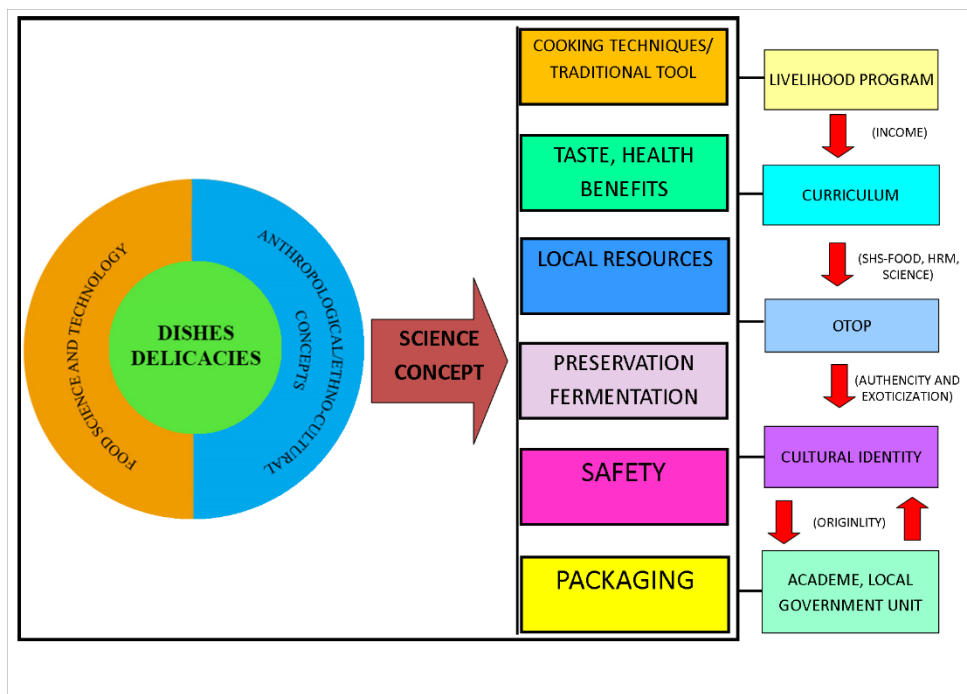 FOOD SCIENCE AND TECHNOLOGY
DISHES
DELICACIES
ANTHROPOLOGICAL/ETHNO-CULTURAL
CONCEPTS
SCIENCE
CONCEPT
COOKING TECHNIQUES/
TRADITIONAL TOOL
TASTE, HEALTH
BENEFITS
LOCAL RESOURCES
PRESERVATION
FERMENTATION
SAFETY
PACKAGING
LIVELIHOOD PROGRAM
(INCOME)
CURRICULUM
(SHS-FOOD, HRM,
SCIENCE)
OTOP
(AUTHENCITY AND
EXOTICIZATION)
CULTURAL IDENTITY
(ORIGINLITY)
ACADEME, LOCAL
GOVERNMENT UNIT